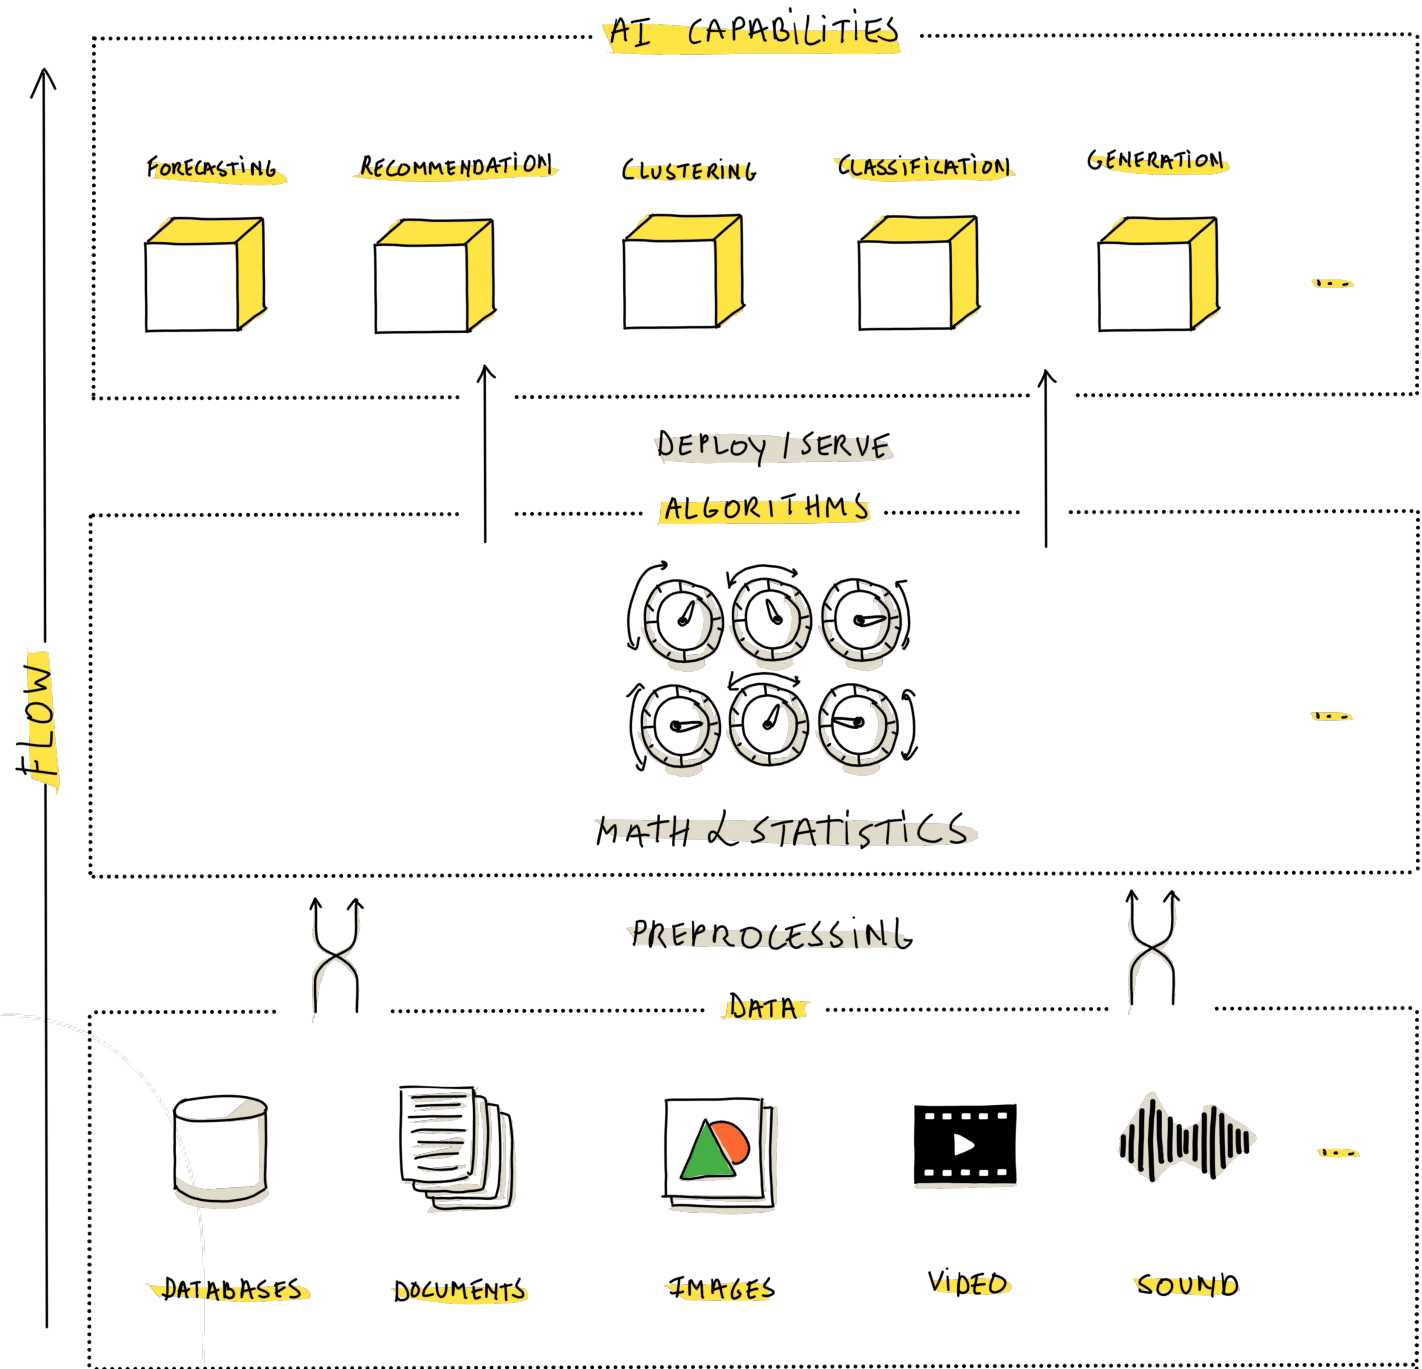 AI CAPABILITIES
FORECASTING RECOMMENDATION CLUSTERING CLASSIFICATION GENERATION
...
DEPLOY / SERVE
ALGORITHMS
...
MATH & STATISTICS
FLOW
PREPROCESSING
DATA
...
DATABASES DOCUMENTS IMAGES VIDEO SOUND